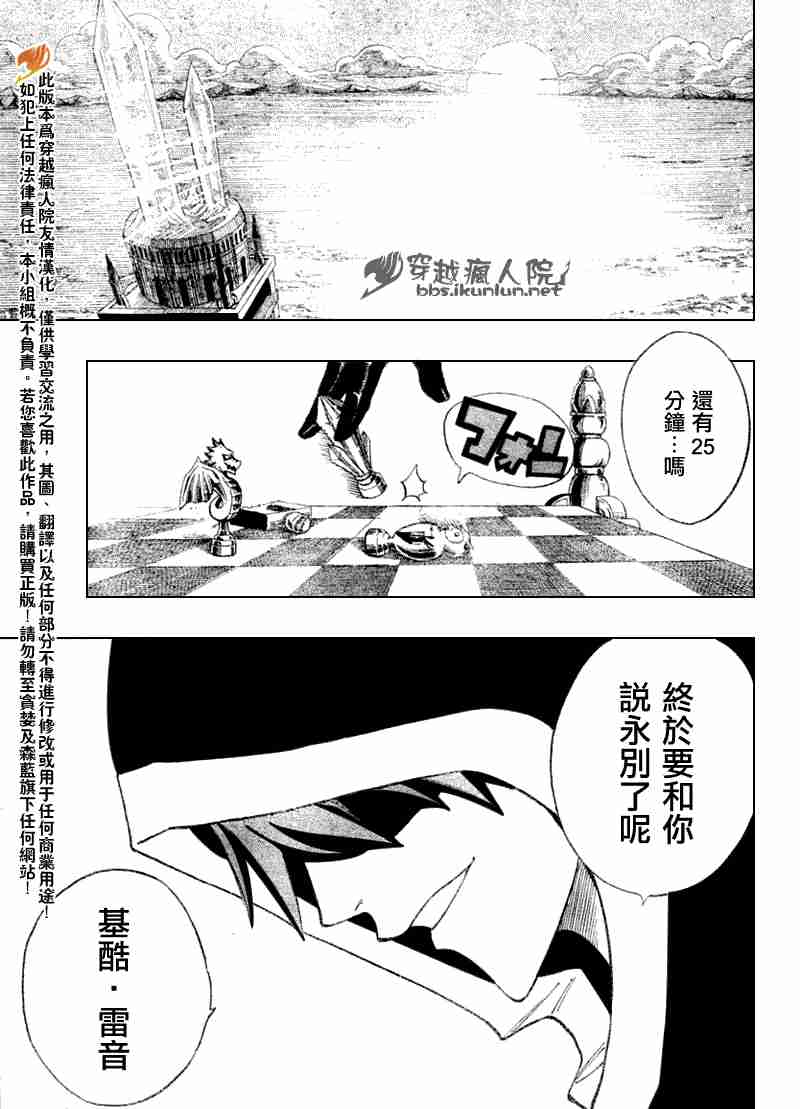 此版本爲穿越瘋人院友情漢化，僅供學習交流之用，其圖、翻譯以及任何部分不得進行修改或用于任何商業用途！
如犯上任何法律責任，本小組概不負責。若您喜歡此作品，請購買正版！請勿轉至貪婪及森藍旗下任何網站！
穿越瘋人院
bbs.ikunlun.net
還有25
分鐘…嗎
フォン
終於要和你
説永別了呢
基酷·雷音